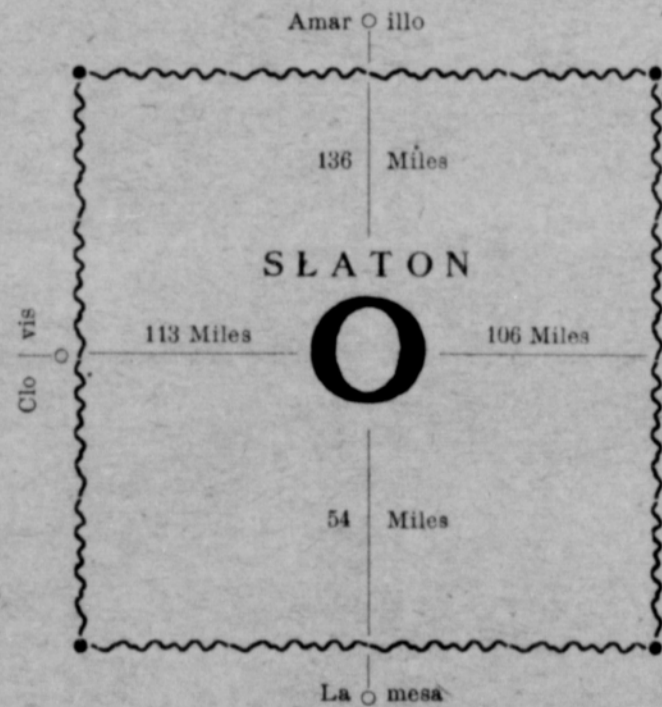 Amar illo
136 Miles
SLATON
Clo vis
113 Miles
106 Miles
54 Miles
La mesa